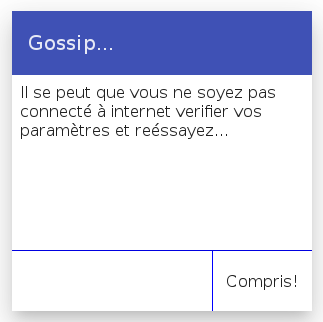 Gossip...
Il se peut que vous ne soyez pas
connecté à internet verifier vos
paramètres et reéssayez...
Compris!